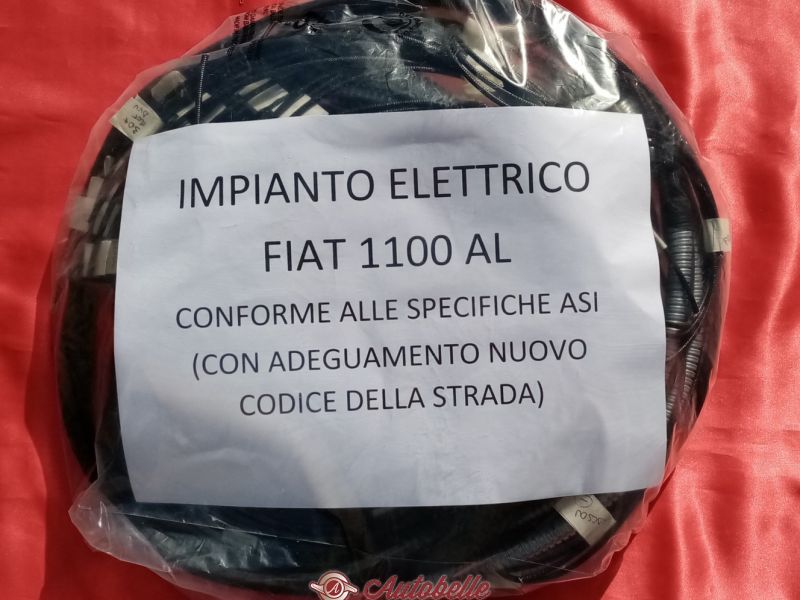 IMPIANTO ELETTRICO
FIAT 1100 AL
CONFORME ALLE SPECIFICHE ASI
(CON ADEGUAMENTO NUOVO
CODICE DELLA STRADA)
Autobelle